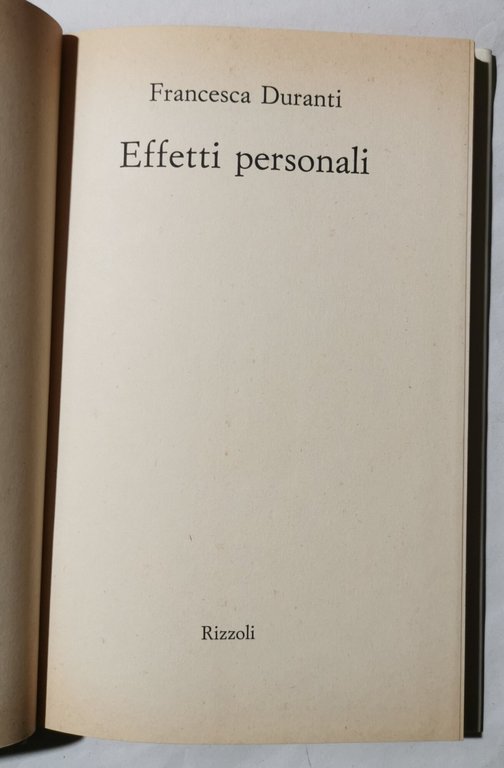 Francesca Duranti
Effetti personali
Rizzoli